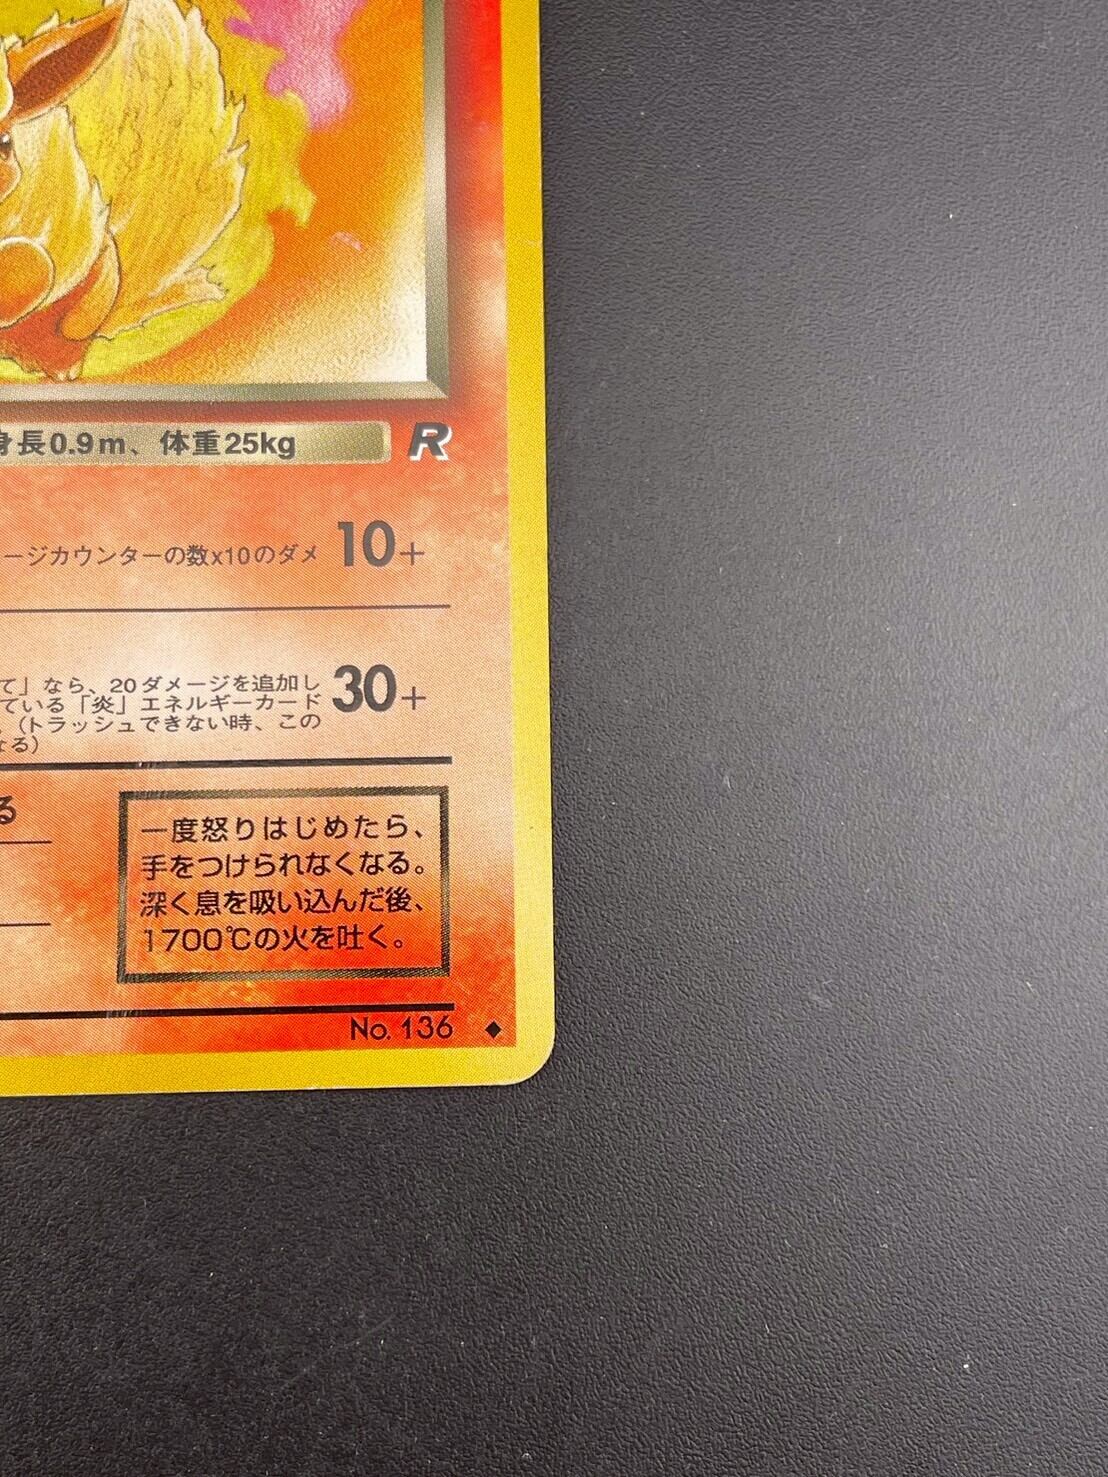 長0.9m、体重25kg R
ージカウンターの数x10のダメ 10+
て」なら、20ダメージを追加し 30+
ている「炎」エネルギーカード
(トラッシュできない時、この
なる)
る
一度怒りはじめたら、
手をつけられなくなる。
深く息を吸い込んだ後、
1700℃の火を吐く。
No. 136 ◆